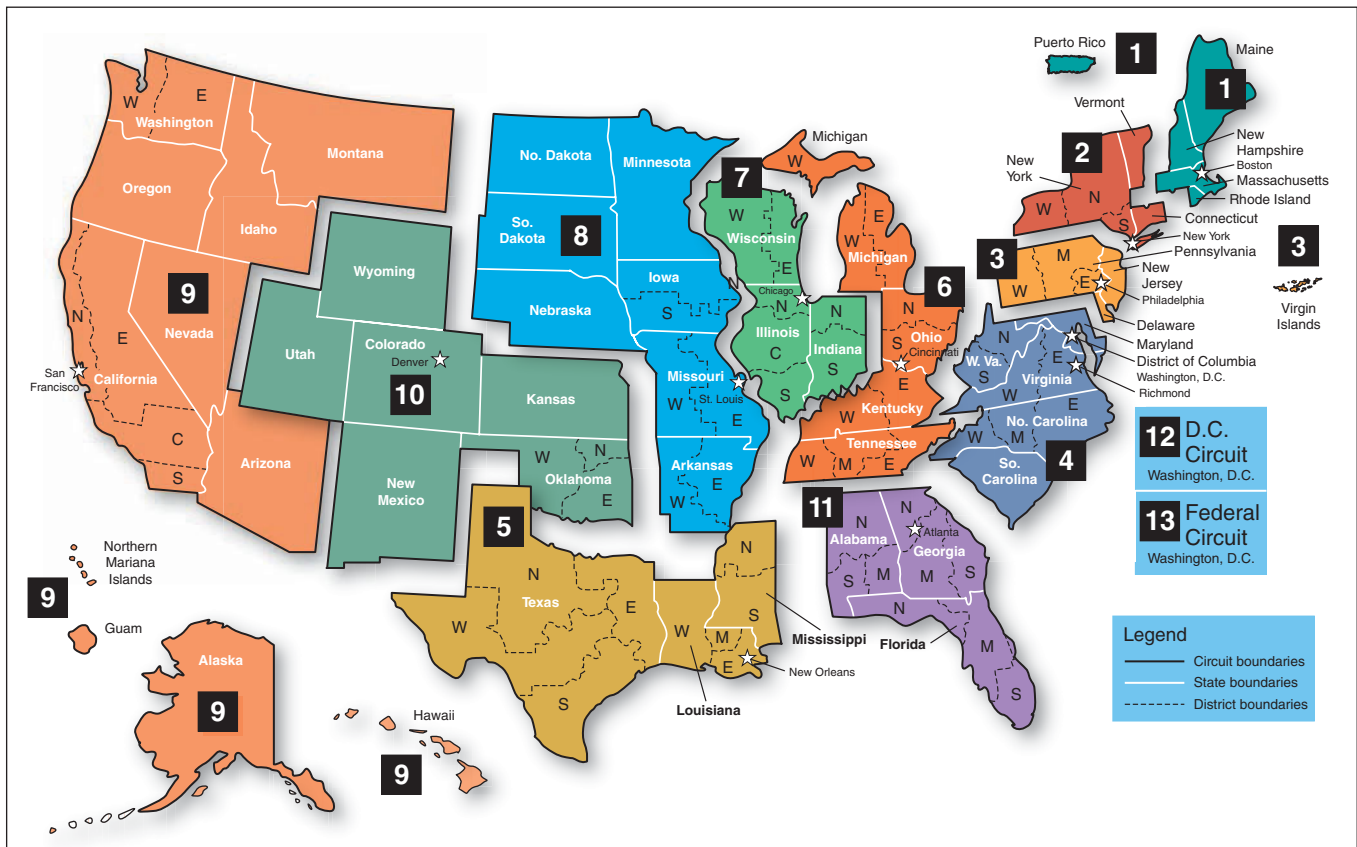 Puerto Rico
1
Maine
1
Vermont
2
New
York
W
N
S
New
Hampshire
Boston
Massachusetts
Rhode Island
Connecticut
New York
Pennsylvania
3
W
M
E
New
Jersey
Philadelphia
Delaware
3
Virgin
Islands
Maryland
District of Columbia
Washington, D.C.
Richmond
N
W. Va.
S
E
Virginia
W
E
No. Carolina
W
M
So.
Carolina
4
12
D.C.
Circuit
Washington, D.C.
13
Federal
Circuit
Washington, D.C.
W
E
Washington
Montana
Oregon
Idaho
9
Nevada
N
E
California
San
Francisco
C
S
Arizona
Wyoming
Utah
Colorado
Denver
10
Kansas
New
Mexico
W
N
Oklahoma
E
No. Dakota
Minnesota
So.
Dakota
8
Nebraska
N
Iowa
S
Missouri
St. Louis
W
E
Arkansas
E
W
7
W
Wisconsin
E
Chicago
N
Illinois
C
S
N
Indiana
S
Michigan
W
E
W
Michigan
6
N
Ohio
S
Cincinnati
E
Kentucky
W
Tennessee
W
M
E
5
N
Texas
E
W
S
W
M
E
Louisiana
N
S
Mississippi
New Orleans
11
N
Alabama
S
M
N
Atlanta
Georgia
M
S
N
Florida
M
S
Northern
Mariana
Islands
9
Guam
Alaska
9
Hawaii
9
Legend
Circuit boundaries
State boundaries
District boundaries